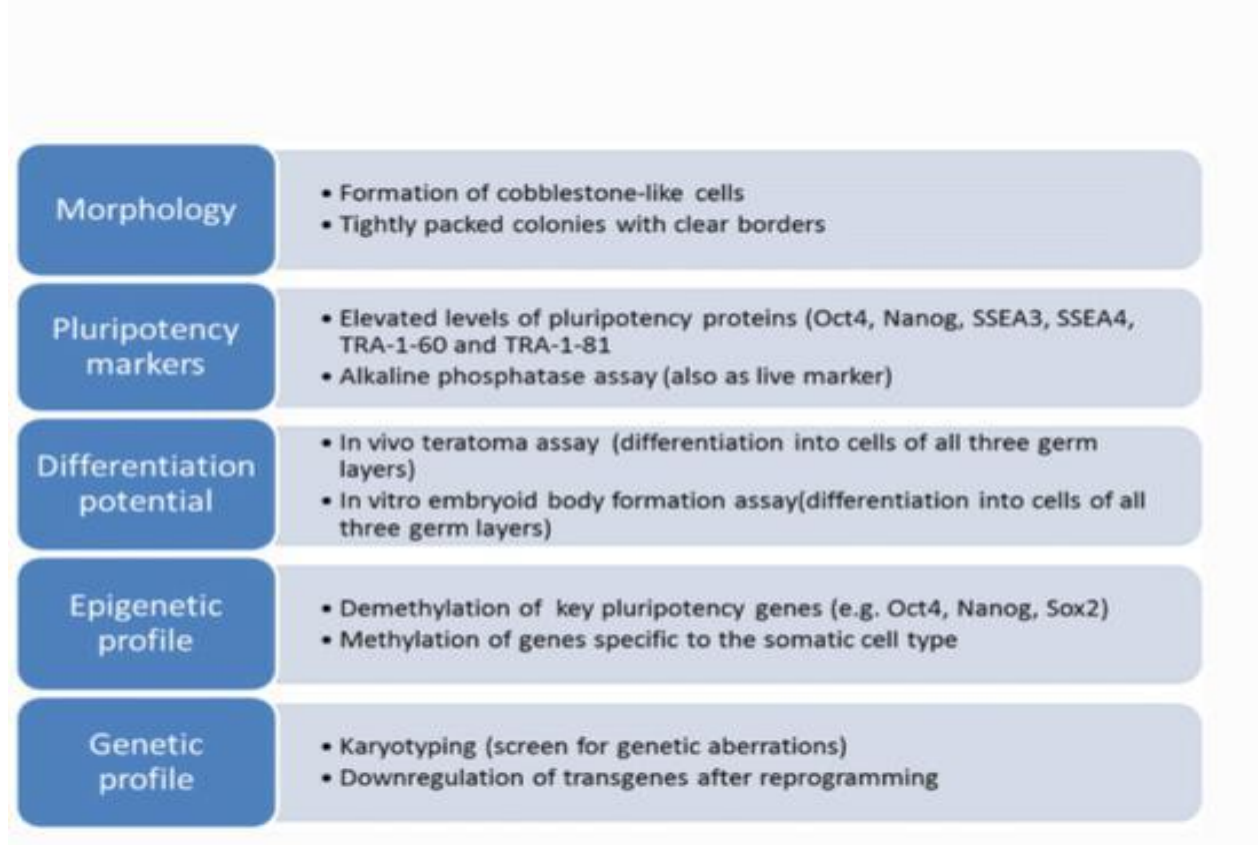 Morphology
• Formation of cobblestone-like cells
• Tightly packed colonies with clear borders
Pluripotency
markers
• Elevated levels of pluripotency proteins (Oct4, Nanog, SSEA3, SSEA4,
TRA-1-60 and TRA-1-81
• Alkaline phosphatase assay (also as live marker)
Differentiation
potential
• In vivo teratoma assay (differentiation into cells of all three germ
layers)
• In vitro embryoid body formation assay(differentiation into cells of all
three germ layers)
Epigenetic
profile
• Demethylation of key pluripotency genes (e.g. Oct4, Nanog, Sox2)
• Methylation of genes specific to the somatic cell type
Genetic
profile
• Karyotyping (screen for genetic aberrations)
• Downregulation of transgenes after reprogramming